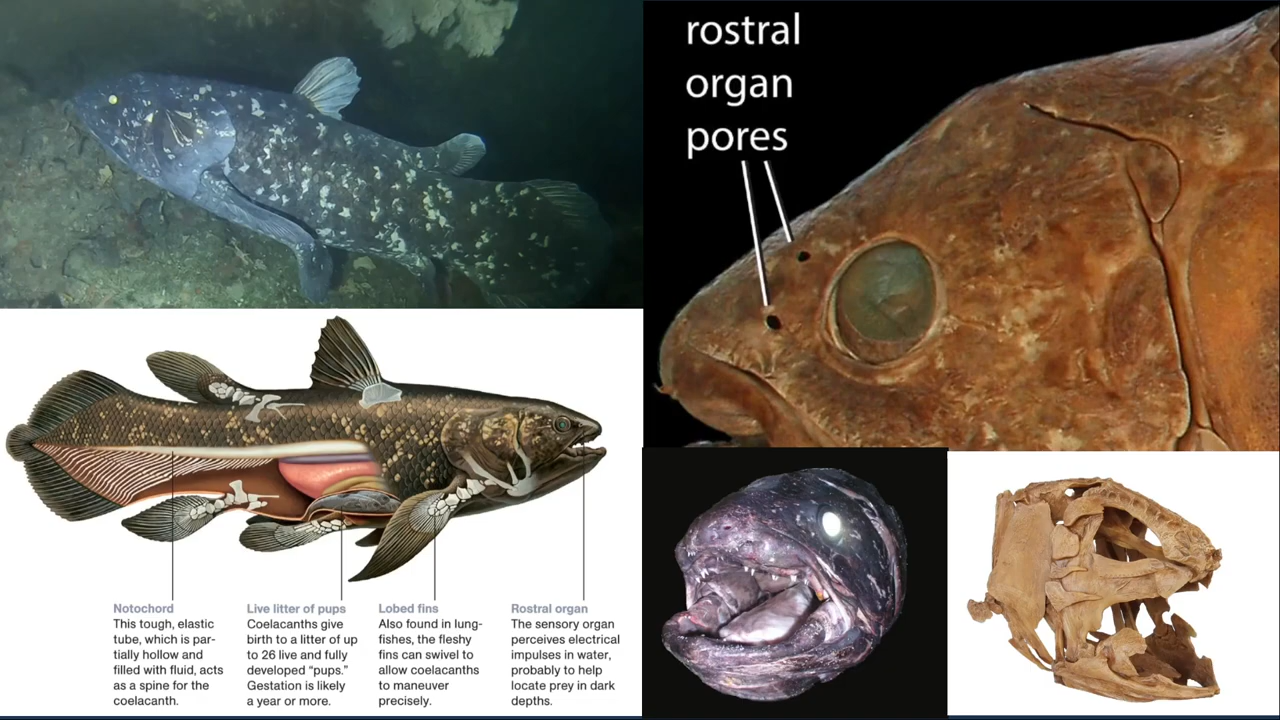 rostral
organ
pores
Notochord
This tough, elastic
tube, which is par-
tially hollow and
filled with fluid, acts
as a spine for the
coelacanth.
Live litter of pups
Coelacanths give
birth to a litter of up
to 26 live and fully
developed “pups.”
Gestation is likely
a year or more.
Lobed fins
Also found in lung-
fishes, the fleshy
fins can swivel to
allow coelacanths
to maneuver
precisely.
Rostral organ
The sensory organ
perceives electrical
impulses in water,
probably to help
locate prey in dark
depths.